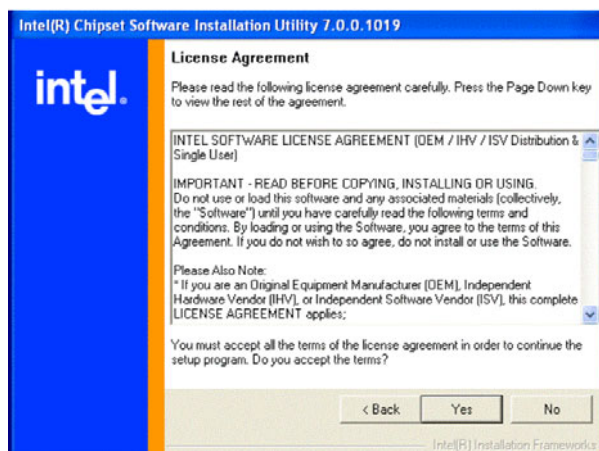 Intel(R) Chipset Software Installation Utility 7.0.0.1019
intel.
License Agreement
Please read the following license agreement carefully. Press the Page Down key
to view the rest of the agreement.
INTEL SOFTWARE LICENSE AGREEMENT (OEM / IHV / ISV Distribution &
Single User)
IMPORTANT - READ BEFORE COPYING, INSTALLING OR USING.
Do not use or load this software and any associated materials (collectively,
the "Software") until you have carefully read the following terms and
conditions. By loading or using the Software, you agree to the terms of this
Agreement. If you do not wish to so agree, do not install or use the Software.
Please Also Note:
* If you are an Original Equipment Manufacturer (OEM), Independent
Hardware Vendor (IHV), or Independent Software Vendor (ISV), this complete
LICENSE AGREEMENT applies;
You must accept all the terms of the license agreement in order to continue the
setup program. Do you accept the terms?
< Back Yes No
Intel(R) Installation Frameworks